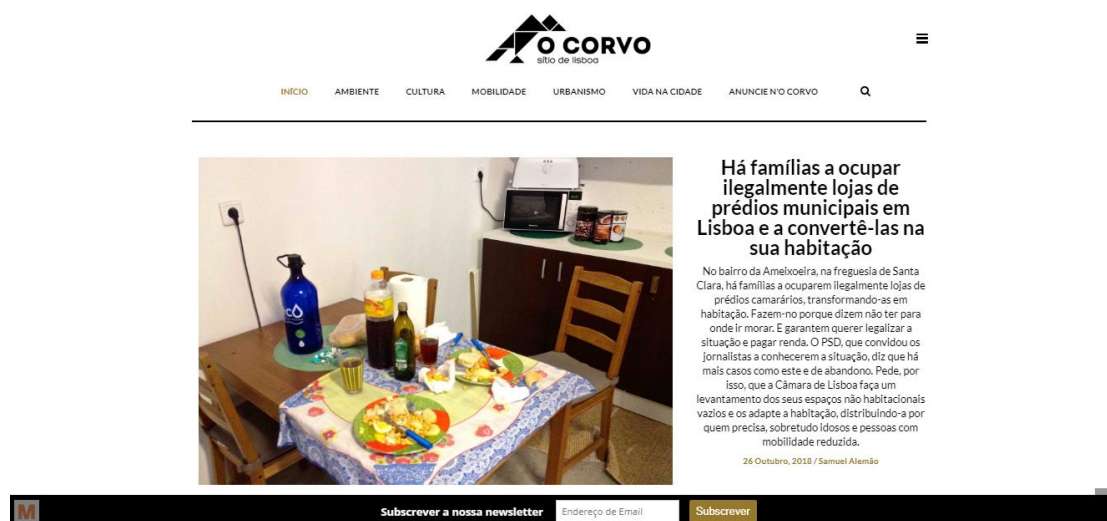 O CORVO
sítio de lisboa
INÍCIO AMBIENTE CULTURA MOBILIDADE URBANISMO VIDA NA CIDADE ANUNCIE N'O CORVO
Há famílias a ocupar
ilegalmente lojas de
prédios municipais em
Lisboa e a convertê-las na
sua habitação
No bairro da Ameixoeira, na freguesia de Santa
Clara, há famílias a ocuparem ilegalmente lojas de
prédios camarários, transformando-as em
habitação. Fazem-no porque dizem não ter para
onde ir morar. E garantem querer legalizar a
situação e pagar renda. O PSD, que convidou os
jornalistas a conhecerem a situação, diz que há
mais casos como este e de abandono. Pede, por
isso, que a Câmara de Lisboa faça um
levantamento dos seus espaços não habitacionais
vazios e os adapte a habitação, distribuindo-a por
quem precisa, sobretudo idosos e pessoas com
mobilidade reduzida.
26 Outubro, 2018 / Samuel Alemão
M
Subscrever a nossa newsletter Endereço de Email Subscrever